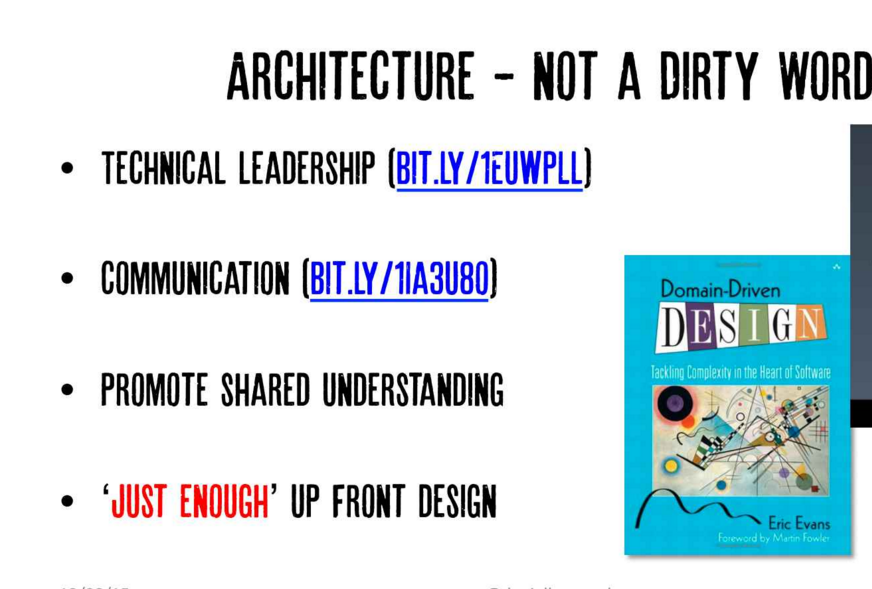 ARCHITECTURE – NOT A DIRTY WORD
• TECHNICAL LEADERSHIP (BIT.LY/1EUWPLL)
• COMMUNICATION (BIT.LY/1IA3U8O)
• PROMOTE SHARED UNDERSTANDING
• ‘JUST ENOUGH’ UP FRONT DESIGN
Domain-Driven
DESIGN
Tackling Complexity in the Heart of Software
Eric Evans
Foreword by Martin Fowler